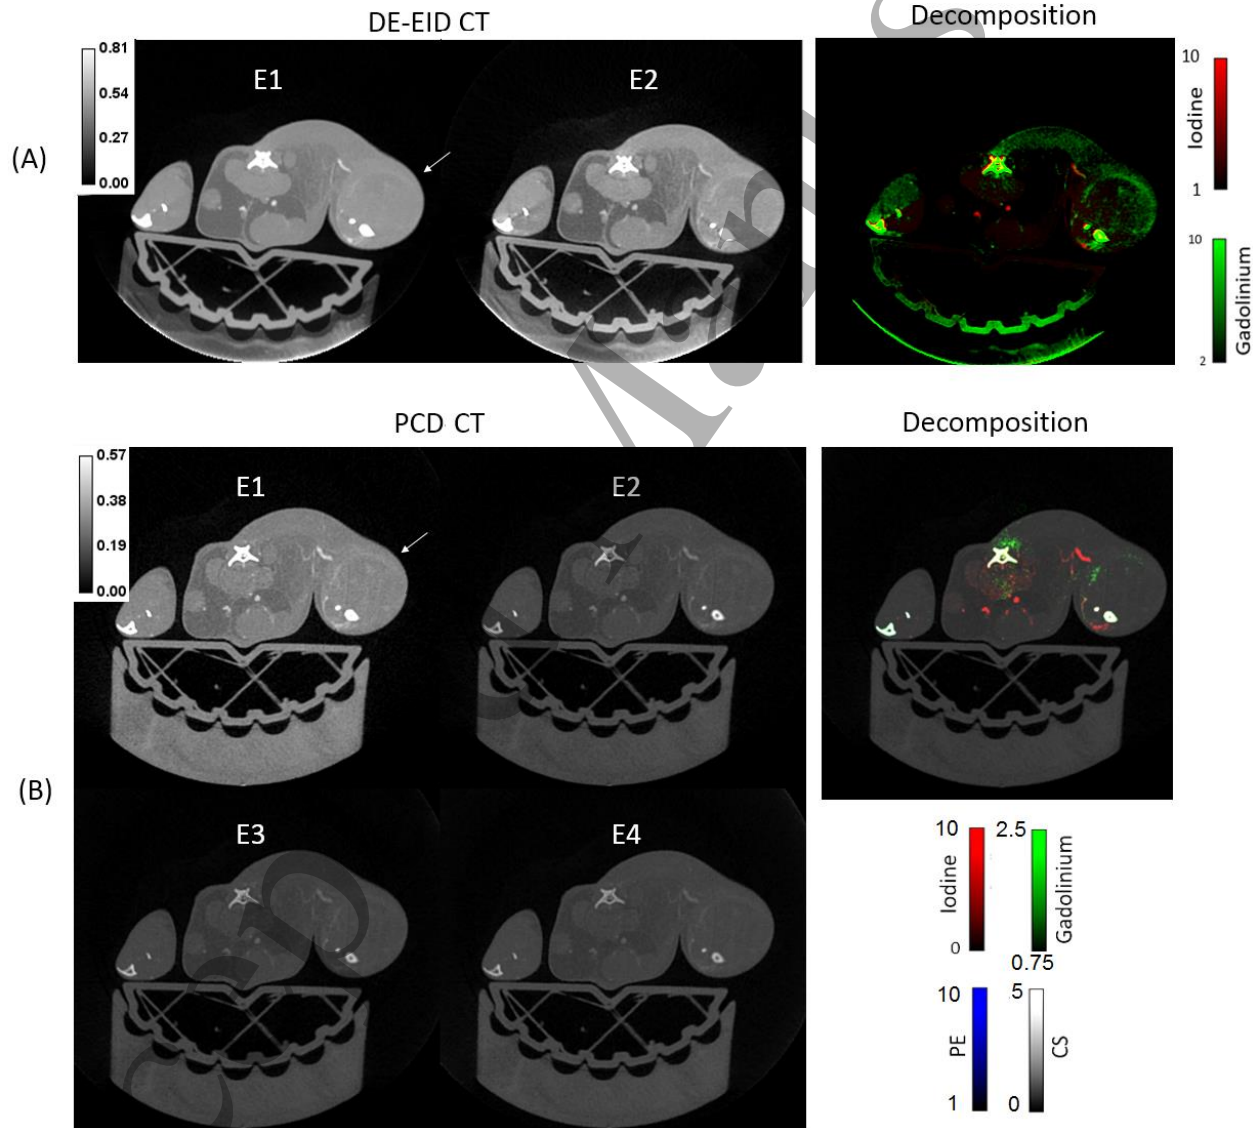 DE-EID CT
Decomposition
(A)
0.81
0.54
0.27
0.00
E1
E2
10
Iodine
1
10
Gadolinium
2
PCD CT
Decomposition
(B)
0.57
0.38
0.19
0.00
E1
E2
E3
E4
10
Iodine
0
2.5
Gadolinium
0.75
10
PE
1
5
CS
0